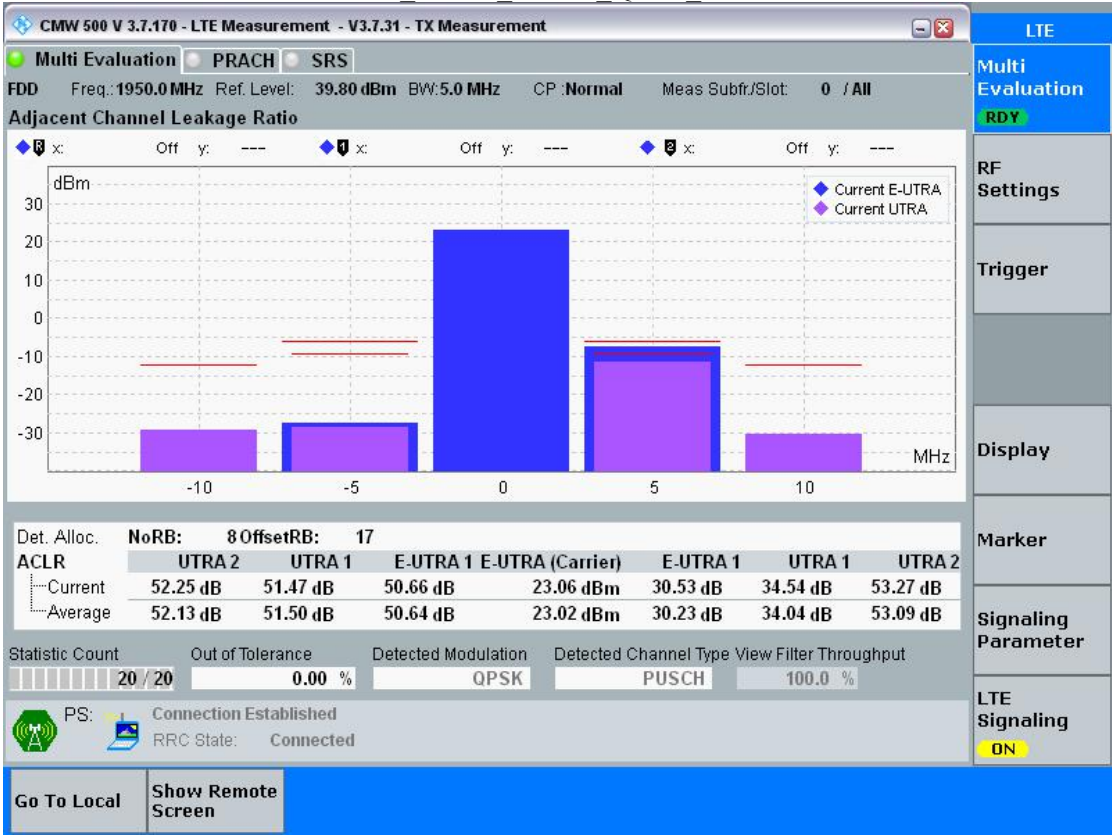 CMW 500 V 3.7.170 - LTE Measurement - V3.7.31 - TX Measurement
LTE
Multi Evaluation PRACH SRS
Multi
Evaluation
RDY
FDD Freq.: 1950.0 MHz Ref. Level: 39.80 dBm BW: 5.0 MHz CP : Normal Meas Subfr./Slot: 0 / All
Adjacent Channel Leakage Ratio
R x: Off y: --- 1 x: Off y: --- 2 x: Off y: ---
dBm
Current E-UTRA
Current UTRA
30
20
10
0
-10
-20
-30
MHz
-10 -5 0 5 10
RF
Settings
Trigger
Display
Marker
Signaling
Parameter
LTE
Signaling
ON
Det. Alloc. NoRB: 8 OffsetRB: 17
ACLR UTRA 2 UTRA 1 E-UTRA 1 E-UTRA (Carrier) E-UTRA 1 UTRA 1 UTRA 2
Current 52.25 dB 51.47 dB 50.66 dB 23.06 dBm 30.53 dB 34.54 dB 53.27 dB
Average 52.13 dB 51.50 dB 50.64 dB 23.02 dBm 30.23 dB 34.04 dB 53.09 dB
Statistic Count Out of Tolerance Detected Modulation Detected Channel Type View Filter Throughput
20 / 20 0.00 % QPSK PUSCH 100.0 %
PS: Connection Established
RRC State: Connected
Go To Local
Show Remote
Screen